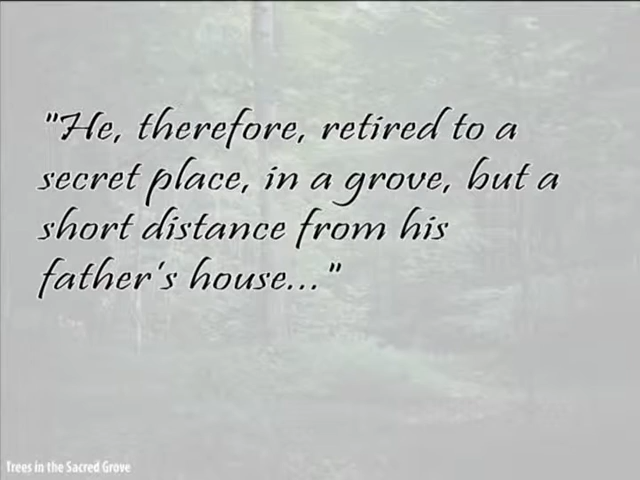 "He, therefore, retired to a
secret place, in a grove, but a
short distance from his
father's house..."
Trees in the Sacred Grove